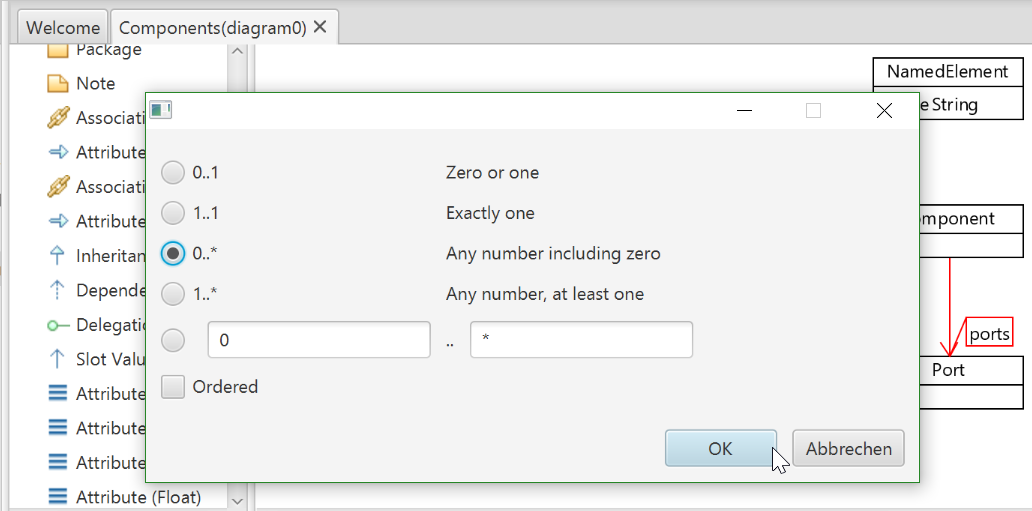 Welcome
Components(diagram0)
Package
Note
Associati
Attribute
Associati
Attribute
Inheritan
Depende
Delegatio
Slot Valu
Attribute
Attribute
Attribute
Attribute (Float)
0..1 Zero or one
1..1 Exactly one
0..* Any number including zero
1..* Any number, at least one
0 .. *
Ordered
OK
Abbrechen
NamedElement
e String
mponent
ports
Port